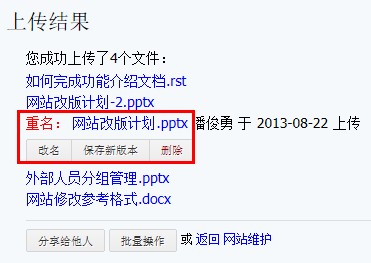 上传结果
您成功上传了4个文件：
如何完成功能介绍文档.rst
网站改版计划-2.pptx
重名： 网站改版计划.pptx 潘俊勇 于 2013-08-22 上传
改名 保存新版本 删除
外部人员分组管理.pptx
网站修改参考格式.docx
分享给他人 批量操作 或 返回 网站维护